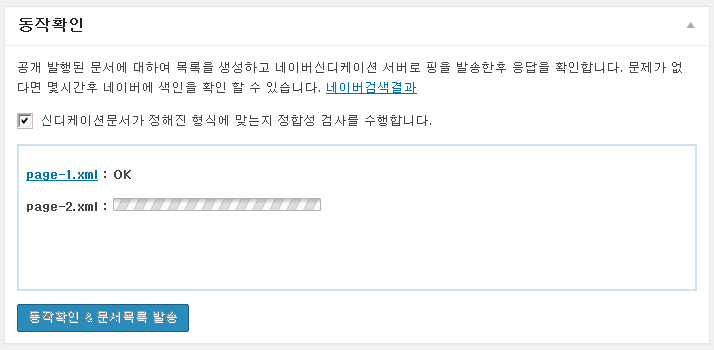 동작확인
공개 발행된 문서에 대하여 목록을 생성하고 네이버신디케이션 서버로 핑을 발송한후 응답을 확인합니다. 문제가 없
다면 몇시간후 네이버에 색인을 확인 할 수 있습니다. 네이버검색결과
신디케이션문서가 정해진 형식에 맞는지 정합성 검사를 수행합니다.
page-1.xml : OK
page-2.xml :
동작확인 & 문서목록 발송